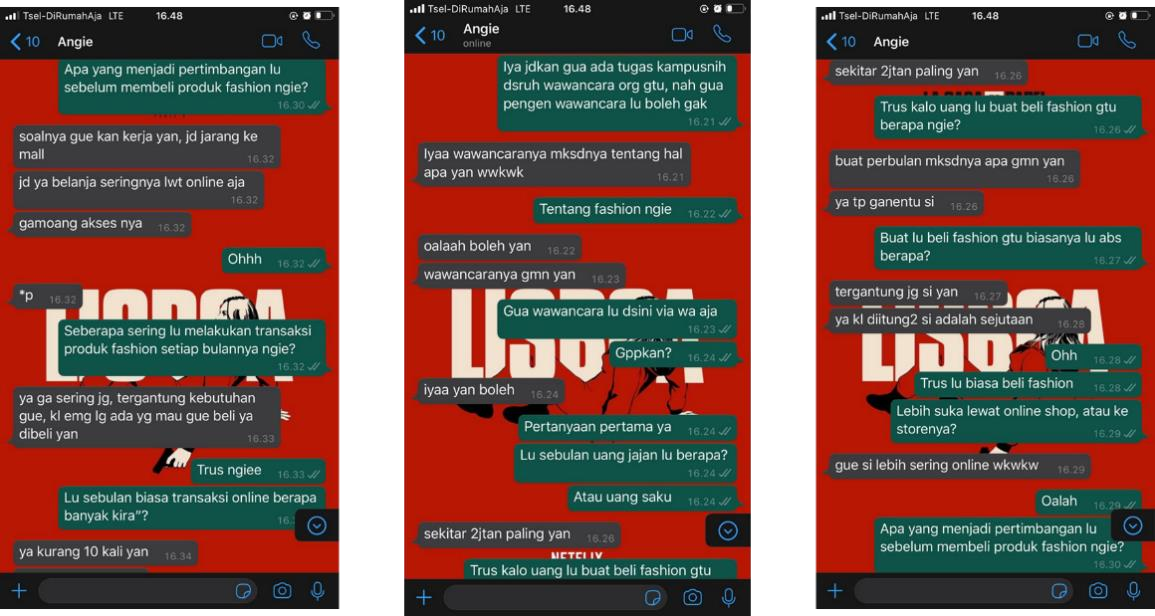 Tsel-DiRumahAja LTE 16.48
10 Angie
Apa yang menjadi pertimbangan lu
sebelum membeli produk fashion ngie?
16.30
soalnya gue kan kerja yan, jd jarang ke
mall
16.32
jd ya belanja seringnya lwt online aja
16.32
gamoang akses nya 16.32
Ohhh 16.32
*p 16.32
Seberapa sering lu melakukan transaksi
produk fashion setiap bulannya ngie?
16.32
ya ga sering jg, tergantung kebutuhan
gue, kl emg lg ada yg mau gue beli ya
dibeli yan
16.33
Trus ngiee 16.33
Lu sebulan biasa transaksi online berapa
banyak kira"?
16.
ya kurang 10 kali yan 16.34
Tsel-DiRumahAja LTE 16.48
10 Angie
online
Iya jdkan gua ada tugas kampusnih
dsruh wawancara org gtu, nah gua
pengen wawancara lu boleh gak
16.21
Iyaa wawancaranya mksdnya tentang hal
apa yan wwkwk
16.21
Tentang fashion ngie 16.22
oalaah boleh yan 16.22
wawancaranya gmn yan 16.23
Gua wawancara lu dsini via wa aja
16.23
Gppkan? 16.24
iyaa yan boleh 16.24
Pertanyaan pertama ya 16.24
Lu sebulan uang jajan lu berapa?
16.24
Atau uang saku 16.24
sekitar 2jtan paling yan 16.26
NETFLIX
Trus kalo uang lu buat beli fashion gtu
Tsel-DiRumahAja LTE 16.48
10 Angie
sekitar 2jtan paling yan 16.26
Trus kalo uang lu buat beli fashion gtu
berapa ngie?
16.26
buat perbulan mksdnya apa gmn yan
16.26
ya tp ganentu si 16.26
Buat lu beli fashion gtu biasanya lu abs
berapa?
16.27
tergantung jg si yan 16.27
ya kl diitung2 si adalah sejutaan 16.28
Ohh 16.28
Trus lu biasa beli fashion 16.28
Lebih suka lewat online shop, atau ke
storenya?
16.29
gue si lebih sering online wkwkw 16.29
Oalah 16.29
Apa yang menjadi pertimbangan lu
sebelum membeli produk fashion ngie?
16.30